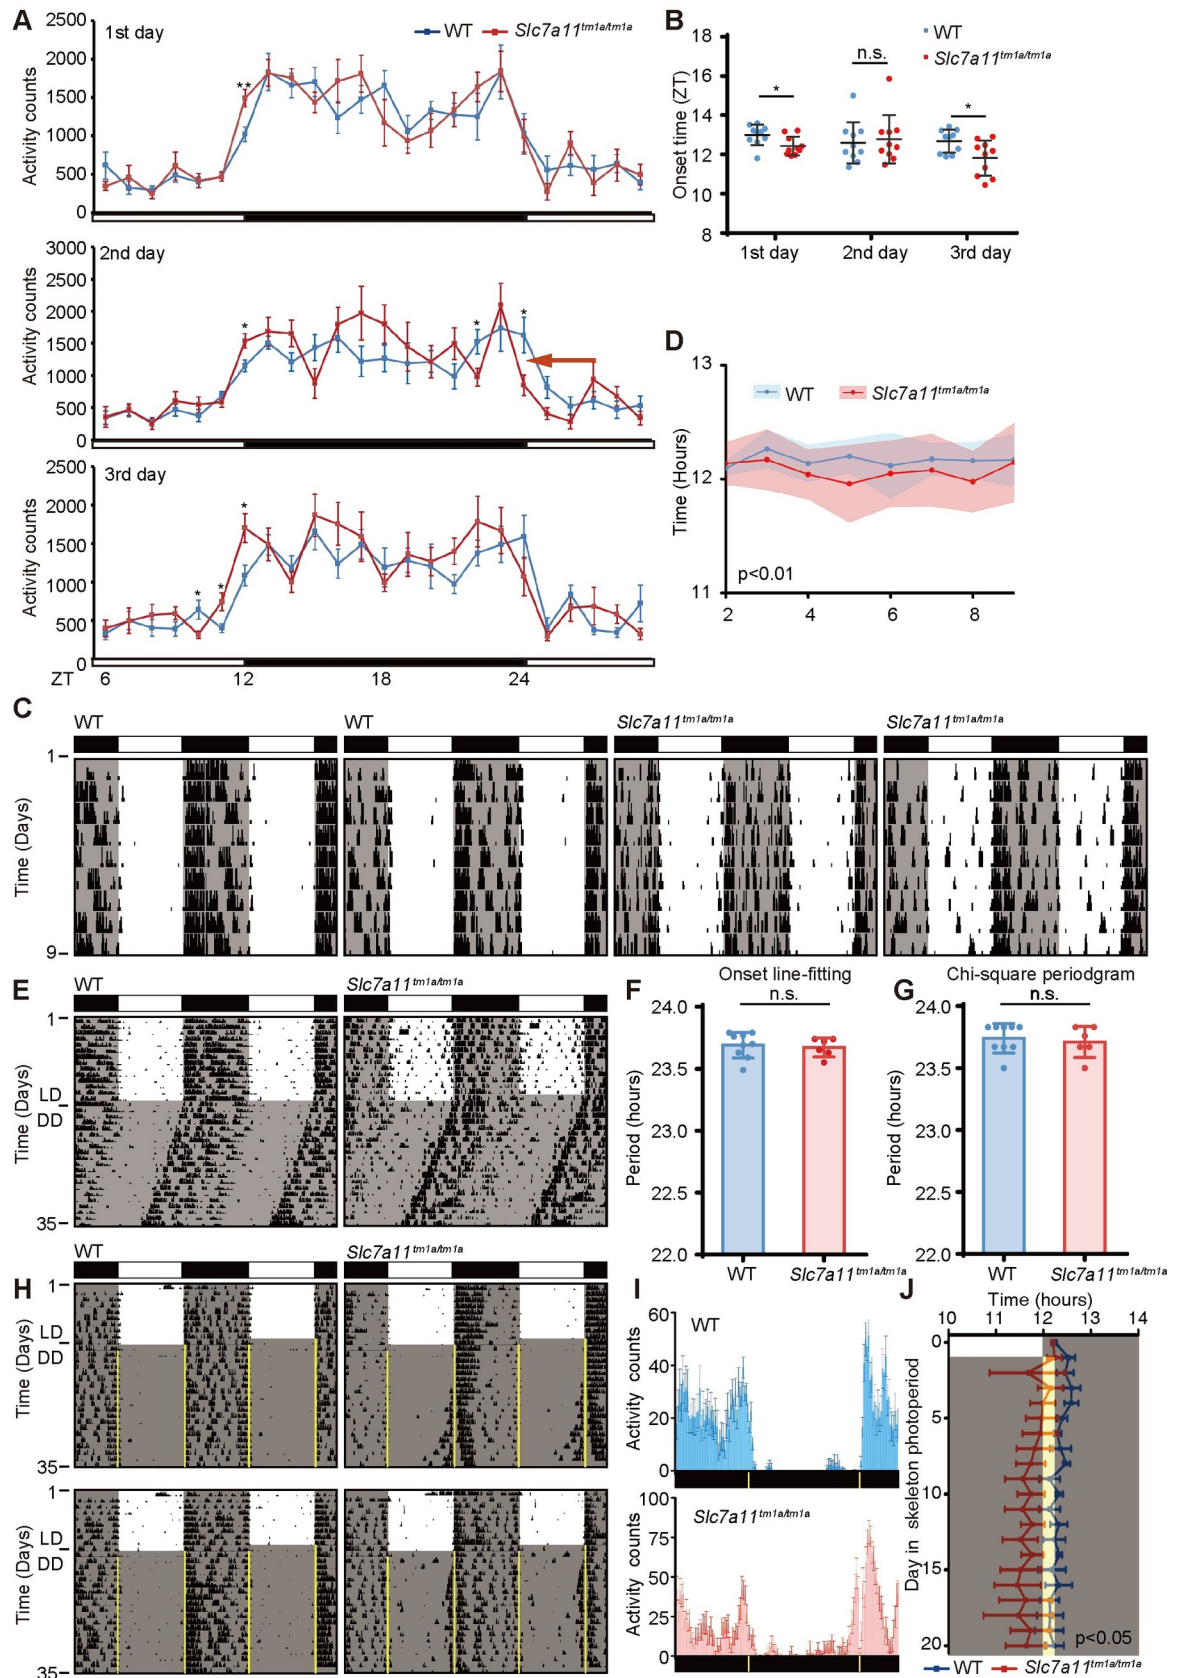 A
1st day
WT
Slc7a11tm1a/tm1a
Activity counts
2500
2000
1500
1000
500
0
**
2nd day
Activity counts
3000
2500
2000
1500
1000
500
0
*
*
*
3rd day
Activity counts
2500
2000
1500
1000
500
0
*
*
*
ZT
6
12
18
24
B
WT
Slc7a11tm1a/tm1a
Onset time (ZT)
18
16
14
12
10
8
*
n.s.
*
1st day
2nd day
3rd day
D
13
12
11
Time (Hours)
WT
Slc7a11tm1a/tm1a
p<0.01
2
4
6
8
C
WT
WT
Slc7a11tm1a/tm1a
Slc7a11tm1a/tm1a
1
Time (Days)
9
E
WT
Slc7a11tm1a/tm1a
1
Time (Days)
LD
DD
35
F
Onset line-fitting
n.s.
Period (hours)
24.0
23.5
23.0
22.5
22.0
WT
Slc7a11tm1a/tm1a
G
Chi-square periodgram
n.s.
Period (hours)
24.0
23.5
23.0
22.5
22.0
WT
Slc7a11tm1a/tm1a
H
WT
Slc7a11tm1a/tm1a
1
Time (Days)
LD
DD
35
1
Time (Days)
LD
DD
35
I
WT
Activity counts
60
40
20
0
Slc7a11tm1a/tm1a
Activity counts
100
75
50
25
0
J
Time (hours)
10
11
12
13
14
Day in skeleton photoperiod
0
5
10
15
20
p<0.05
WT
Slc7a11tm1a/tm1a